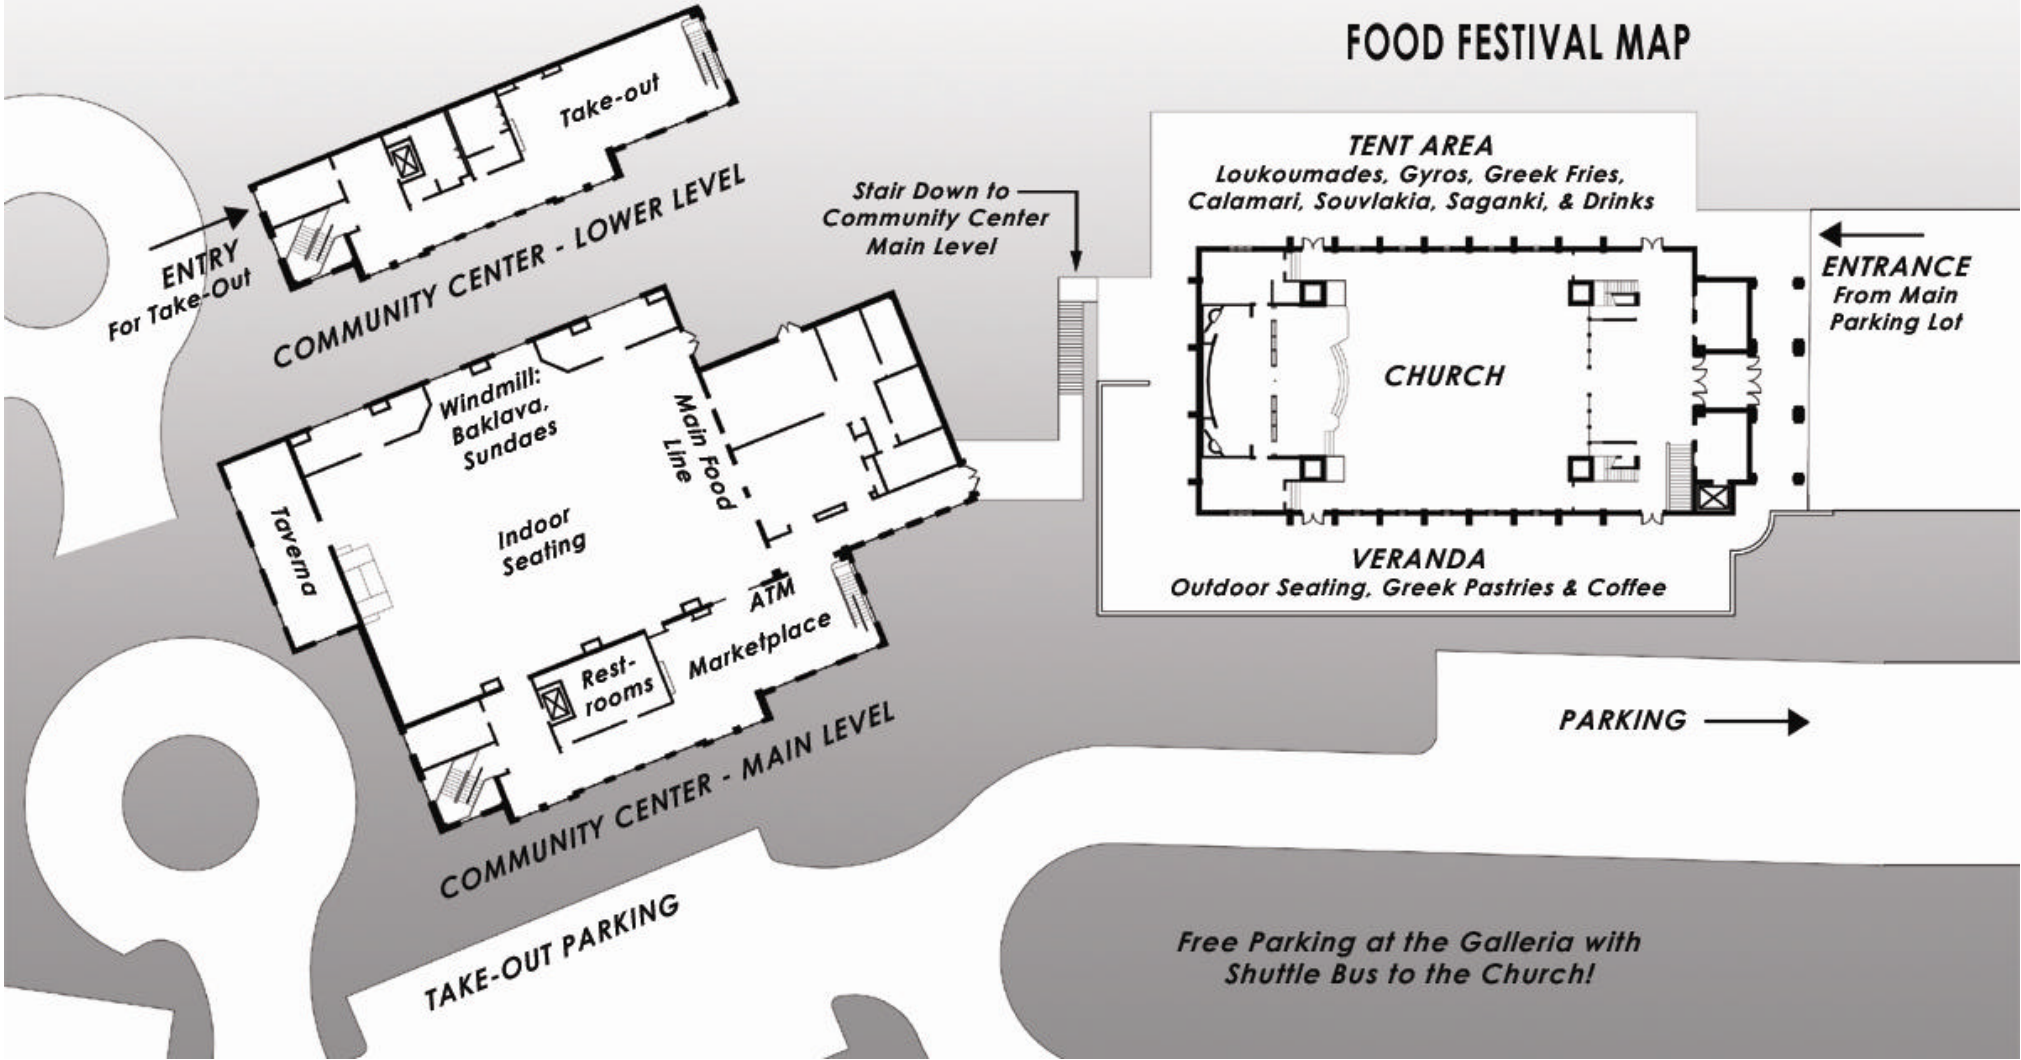 FOOD FESTIVAL MAP
Take-out
COMMUNITY CENTER - LOWER LEVEL
ENTRY
For Take-Out
Stair Down to
Community Center
Main Level
TENT AREA
Loukoumades, Gyros, Greek Fries,
Calamari, Souvlakia, Saganki, & Drinks
ENTRANCE
From Main
Parking Lot
CHURCH
VERANDA
Outdoor Seating, Greek Pastries & Coffee
Windmill:
Baklava,
Sundaes
Main Food
Line
Taverna
Indoor
Seating
ATM
Marketplace
Rest-
rooms
COMMUNITY CENTER - MAIN LEVEL
PARKING
TAKE-OUT PARKING
Free Parking at the Galleria with
Shuttle Bus to the Church!